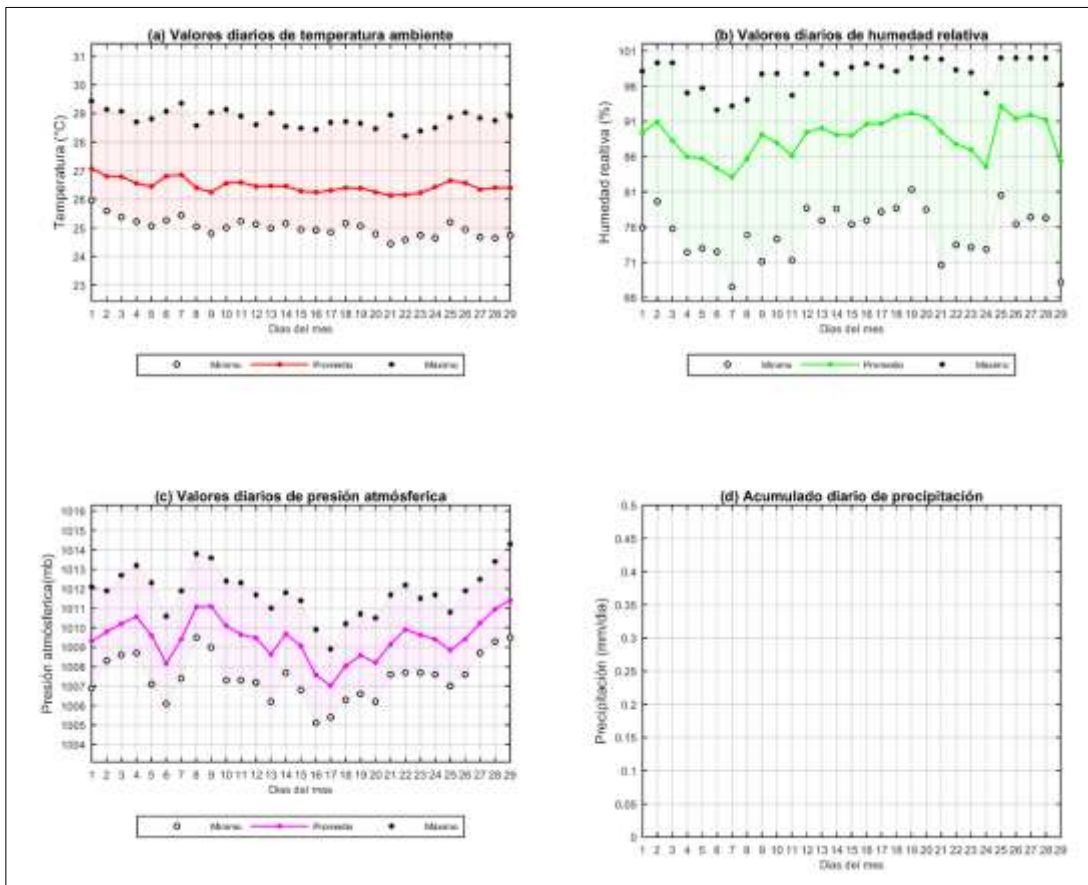 (a) Valores diarios de temperatura ambiente
31
30
29
28
27
26
25
24
23
Temperatura (°C)
1 2 3 4 5 6 7 8 9 10 11 12 13 14 15 16 17 18 19 20 21 22 23 24 25 26 27 28 29
Dias del mes
Minimo Promedio Máximo
(b) Valores diarios de humedad relativa
101
96
91
86
81
76
71
66
Humedad realtiva (%)
1 2 3 4 5 6 7 8 9 10 11 12 13 14 15 16 17 18 19 20 21 22 23 24 25 26 27 28 29
Dias del mes
Minimo Promedio Máximo
(c) Valores diarios de presión atmósferica
1016
1015
1014
1013
1012
1011
1010
1009
1008
1007
1006
1005
1004
Presión atmósferica(mb)
1 2 3 4 5 6 7 8 9 10 11 12 13 14 15 16 17 18 19 20 21 22 23 24 25 26 27 28 29
Dias del mes
Minimo Promedio Máximo
(d) Acumulado diario de precipitación
0.5
0.45
0.4
0.35
0.3
0.25
0.2
0.15
0.1
0.05
0
Precipitación (mm/dia)
1 2 3 4 5 6 7 8 9 10 11 12 13 14 15 16 17 18 19 20 21 22 23 24 25 26 27 28 29
Dias del mes